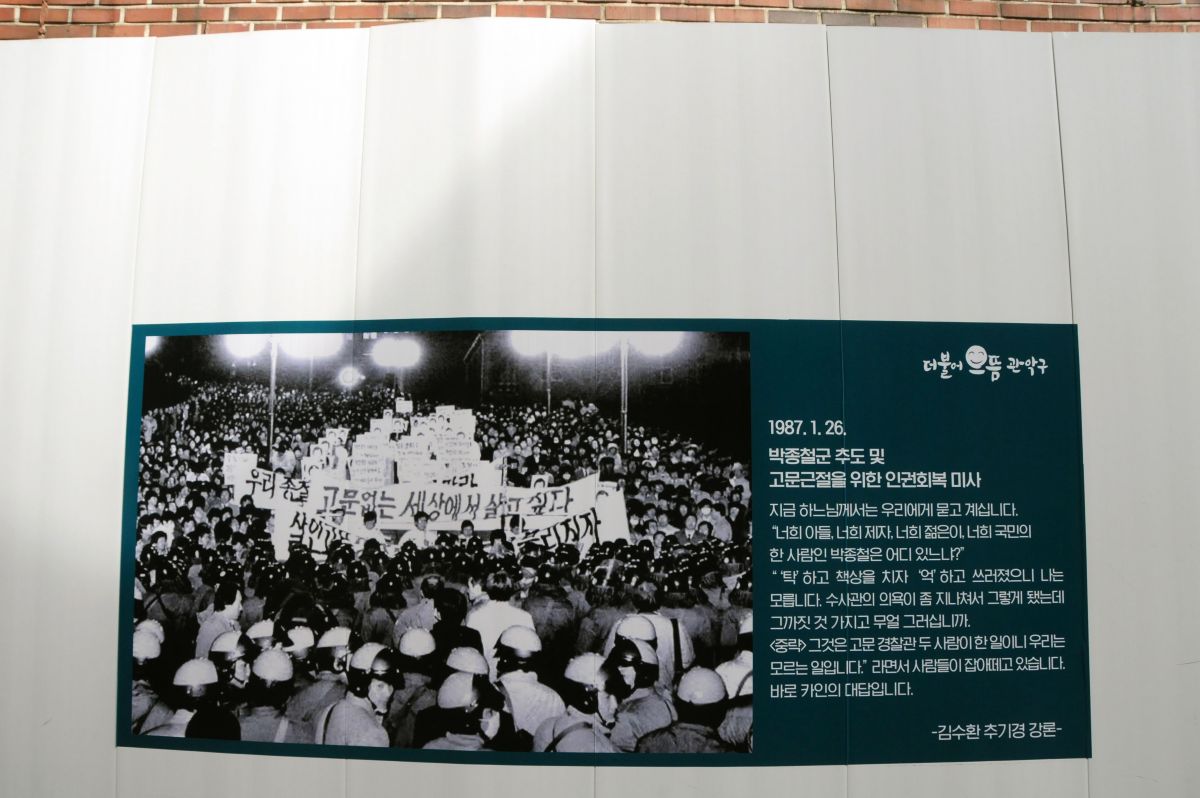 우리 종철
고문없는 세상에서 살고 싶다
더불어 으뜸 관악구
1987. 1. 26.
박종철군 추도 및
고문근절을 위한 인권회복 미사
지금 하느님께서는 우리에게 묻고 계십니다.
“너희 아들, 너희 제자, 너희 젊은이, 너희 국민의
한 사람인 박종철은 어디 있느냐?”
“ ‘탁’ 하고 책상을 치자 ‘억’ 하고 쓰러졌으니 나는
모릅니다. 수사관의 의욕이 좀 지나쳐서 그렇게 됐는데
그까짓 것 가지고 무얼 그러십니까.
<중략> 그것은 고문 경찰관 두 사람이 한 일이니 우리는
모르는 일입니다.” 라면서 사람들이 잡아떼고 있습니다.
바로 카인의 대답입니다.
-김수환 추기경 강론-